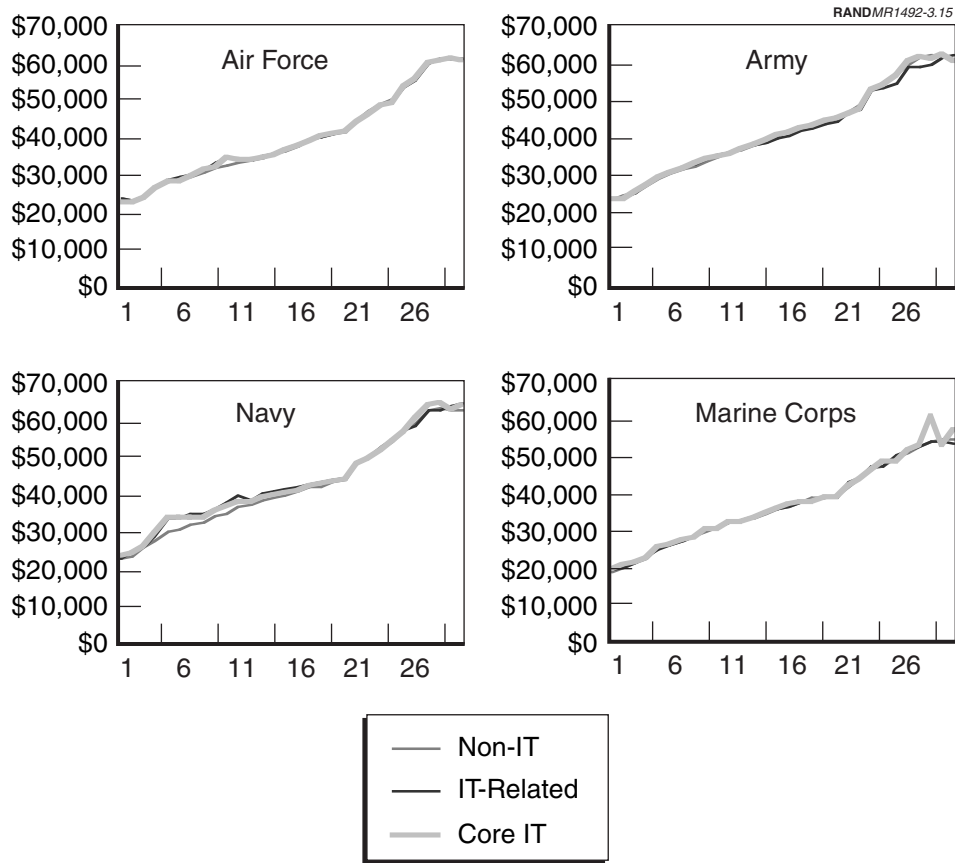 RANDMR1492-3.15
$70,000
$60,000
$50,000
$40,000
$30,000
$20,000
$10,000
$0
Air Force
1 6 11 16 21 26
$70,000
$60,000
$50,000
$40,000
$30,000
$20,000
$10,000
$0
Army
1 6 11 16 21 26
$70,000
$60,000
$50,000
$40,000
$30,000
$20,000
$10,000
$0
Navy
1 6 11 16 21 26
$70,000
$60,000
$50,000
$40,000
$30,000
$20,000
$10,000
$0
Marine Corps
1 6 11 16 21 26
Non-IT
IT-Related
Core IT